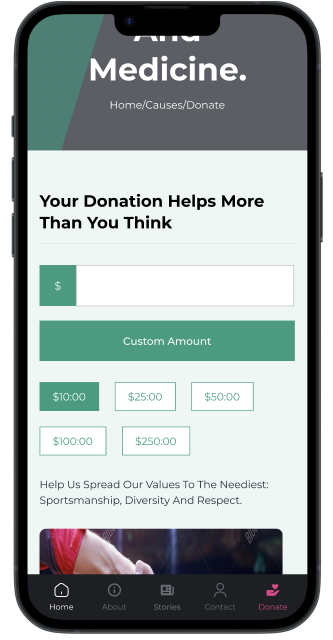 And
Medicine.
Home/Causes/Donate
Your Donation Helps More
Than You Think
$
Custom Amount
$10:00 $25:00 $50:00
$100:00 $250:00
Help Us Spread Our Values To The Neediest:
Sportsmanship, Diversity And Respect.
Home About Stories Contact Donate